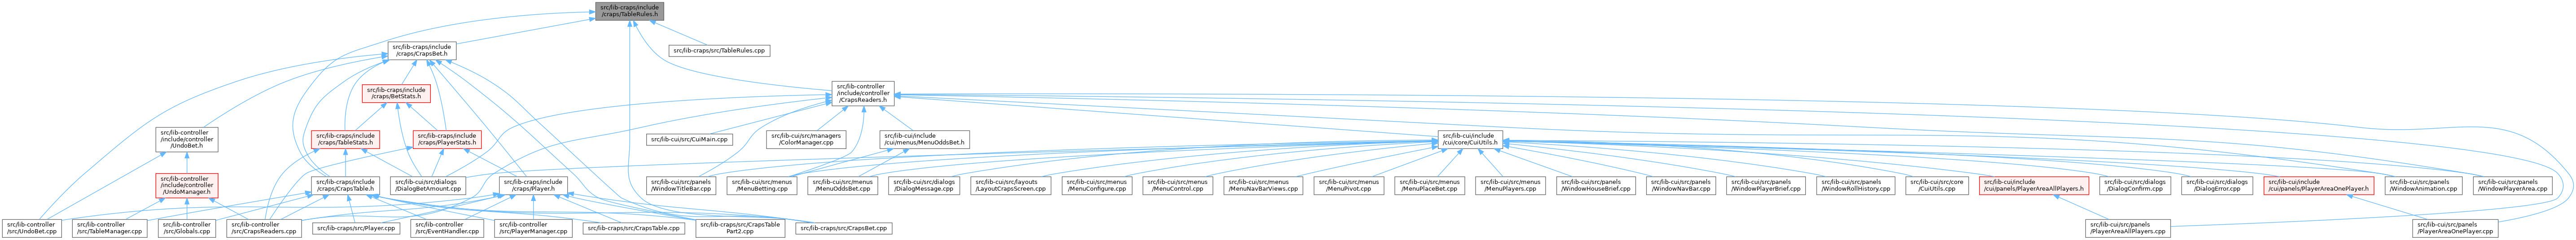 src/lib-craps/include
/craps/TableRules.h
src/lib-craps/include
/craps/CrapsBet.h
src/lib-craps/src/TableRules.cpp
src/lib-craps/include
/craps/BetStats.h
src/lib-controller
/include/controller
/CrapsReaders.h
src/lib-controller
/include/controller
/UndoBet.h
src/lib-craps/include
/craps/TableStats.h
src/lib-craps/include
/craps/PlayerStats.h
src/lib-cui/src/CuiMain.cpp
src/lib-cui/src/managers
/ColorManager.cpp
src/lib-cui/include
/cui/menus/MenuOddsBet.h
src/lib-cui/include
/cui/core/CuiUtils.h
src/lib-controller
/include/controller
/UndoManager.h
src/lib-craps/include
/craps/CrapsTable.h
src/lib-cui/src/dialogs
/DialogBetAmount.cpp
src/lib-craps/include
/craps/Player.h
src/lib-cui/src/panels
/WindowTitleBar.cpp
src/lib-cui/src/menus
/MenuBetting.cpp
src/lib-cui/src/menus
/MenuOddsBet.cpp
src/lib-cui/src/dialogs
/DialogMessage.cpp
src/lib-cui/src/layouts
/LayoutCrapsScreen.cpp
src/lib-cui/src/menus
/MenuConfigure.cpp
src/lib-cui/src/menus
/MenuControl.cpp
src/lib-cui/src/menus
/MenuNavBarViews.cpp
src/lib-cui/src/menus
/MenuPivot.cpp
src/lib-cui/src/menus
/MenuPlaceBet.cpp
src/lib-cui/src/menus
/MenuPlayers.cpp
src/lib-cui/src/panels
/WindowHouseBrief.cpp
src/lib-cui/src/panels
/WindowNavBar.cpp
src/lib-cui/src/panels
/WindowPlayerBrief.cpp
src/lib-cui/src/panels
/WindowRollHistory.cpp
src/lib-cui/src/core
/CuiUtils.cpp
src/lib-cui/include
/cui/panels/PlayerAreaAllPlayers.h
src/lib-cui/src/dialogs
/DialogConfirm.cpp
src/lib-cui/src/dialogs
/DialogError.cpp
src/lib-cui/include
/cui/panels/PlayerAreaOnePlayer.h
src/lib-cui/src/panels
/WindowAnimation.cpp
src/lib-cui/src/panels
/WindowPlayerArea.cpp
src/lib-controller
/src/UndoBet.cpp
src/lib-controller
/src/TableManager.cpp
src/lib-controller
/src/Globals.cpp
src/lib-controller
/src/CrapsReaders.cpp
src/lib-craps/src/Player.cpp
src/lib-controller
/src/EventHandler.cpp
src/lib-controller
/src/PlayerManager.cpp
src/lib-craps/src/CrapsTable.cpp
src/lib-craps/src/CrapsTable
Part2.cpp
src/lib-craps/src/CrapsBet.cpp
src/lib-cui/src/panels
/PlayerAreaAllPlayers.cpp
src/lib-cui/src/panels
/PlayerAreaOnePlayer.cpp